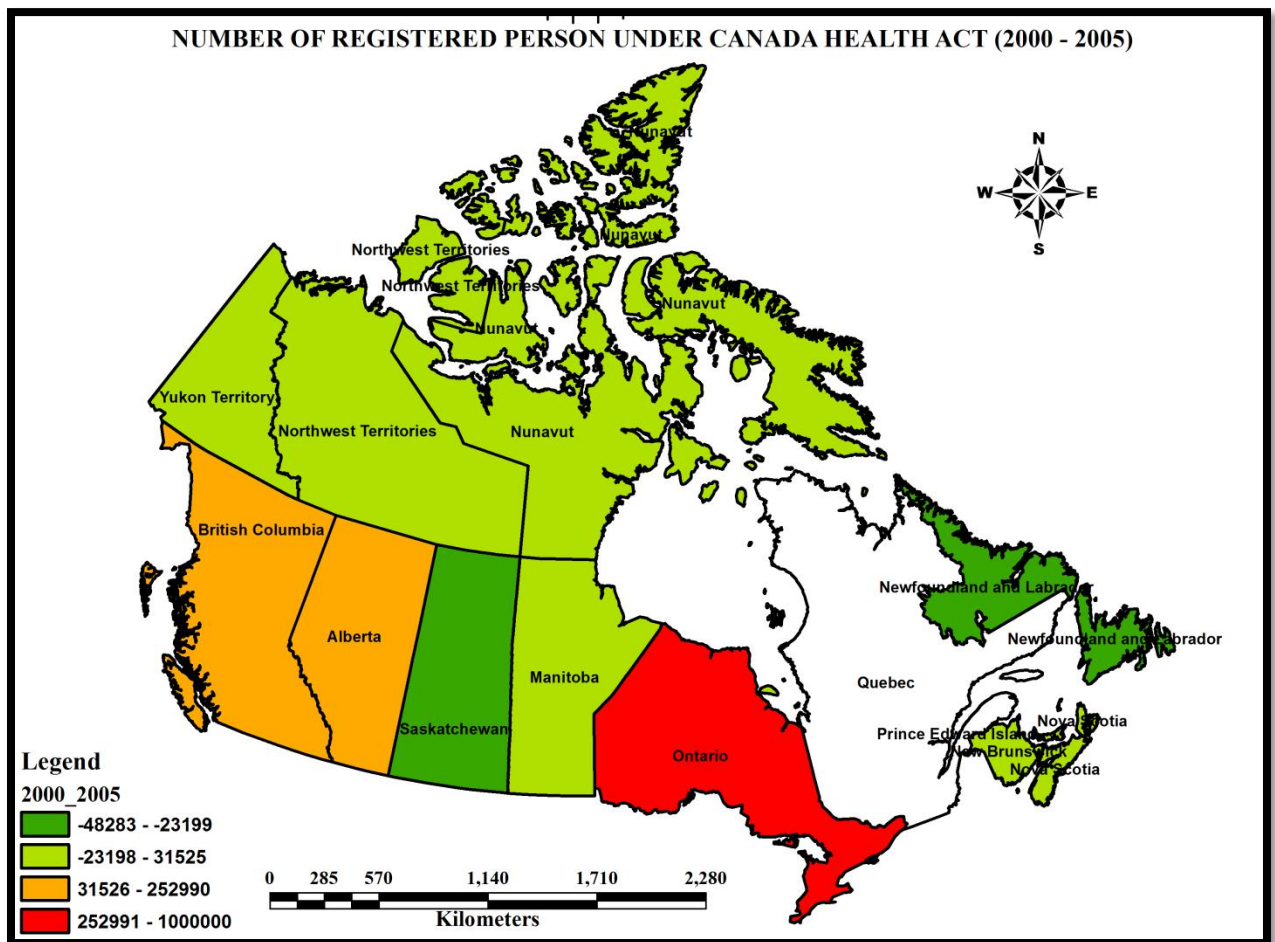 NUMBER OF REGISTERED PERSON UNDER CANADA HEALTH ACT (2000 - 2005)
Nunavut
N
W E
S
Nunavut
Northwest Territories
Northwest Territories
Nunavut
Nunavut
Yukon Territory
Northwest Territories
Nunavut
British Columbia
Newfoundland and Labrador
Alberta
Newfoundland and Labrador
Manitoba
Quebec
Saskatchewan
Nova Scotia
Prince Edward Island
New Brunswick
Ontario
Nova Scotia
Legend
2000_2005
-48283 - -23199
-23198 - 31525
31526 - 252990
252991 - 1000000
0 285 570 1,140 1,710 2,280
Kilometers